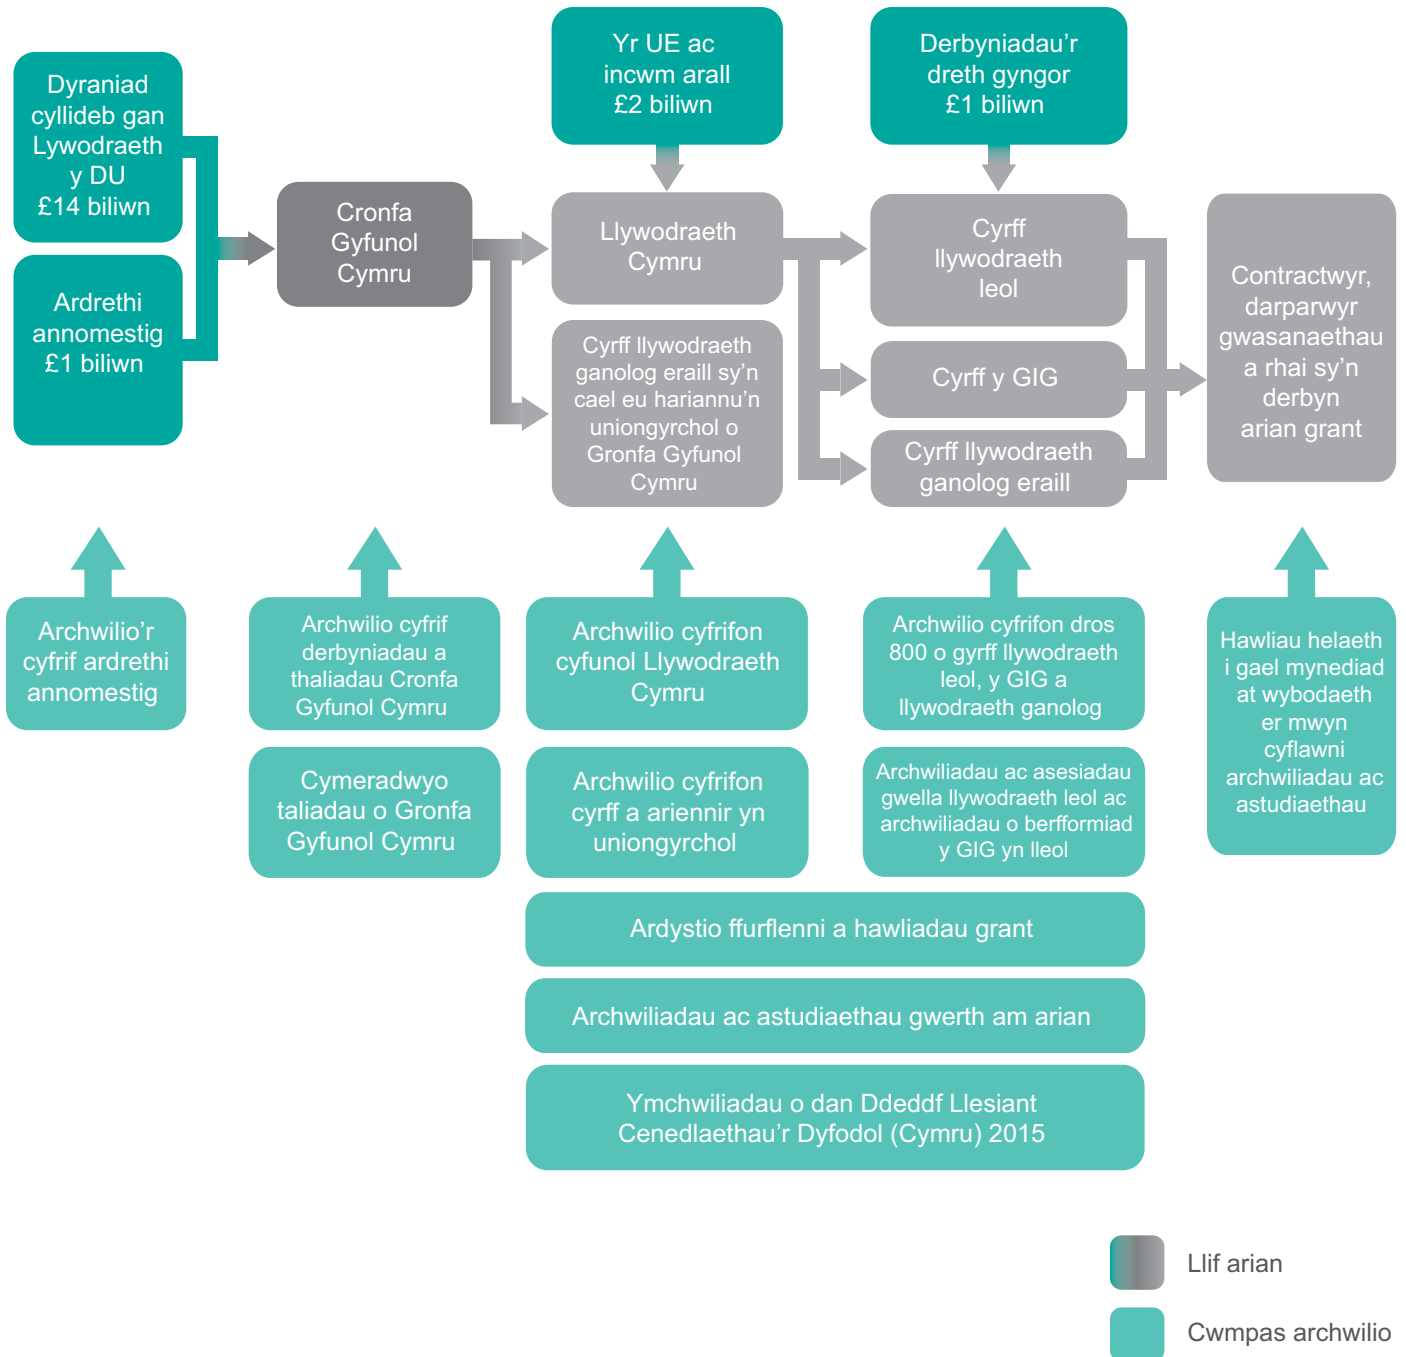 Dyraniad
cyllideb gan
Lywodraeth
y DU
£14 biliwn
Ardrethi
annomestig
£1 biliwn
Cronfa
Gyfunol
Cymru
Yr UE ac
incwm arall
£2 biliwn
Llywodraeth
Cymru
Cyrff llywodraeth
ganolog eraill sy’n
cael eu hariannu’n
uniongyrchol o
Gronfa Gyfunol
Cymru
Derbyniadau’r
dreth gyngor
£1 biliwn
Cyrff
llywodraeth
leol
Cyrff y GIG
Cyrff llywodraeth
ganolog eraill
Contractwyr,
darparwyr
gwasanaethau
a rhai sy’n
derbyn
arian grant
Archwilio’r
cyfrif ardrethi
annomestig
Archwilio cyfrif
derbyniadau a
thaliadau Cronfa
Gyfunol Cymru
Cymeradwyo
taliadau o Gronfa
Gyfunol Cymru
Archwilio cyfrifon
cyfunol Llywodraeth
Cymru
Archwilio cyfrifon
cyrff a ariennir yn
uniongyrchol
Archwilio cyfrifon dros
800 o gyrff llywodraeth
leol, y GIG a
llywodraeth ganolog
Archwiliadau ac asesiadau
gwella llywodraeth leol ac
archwiliadau o berfformiad
y GIG yn lleol
Hawliau helaeth
i gael mynediad
at wybodaeth
er mwyn
cyflawni
archwiliadau ac
astudiaethau
Ardystio ffurflenni a hawliadau grant
Archwiliadau ac astudiaethau gwerth am arian
Ymchwiliadau o dan Ddeddf Llesiant
Cenedlaethau’r Dyfodol (Cymru) 2015
Llif arian
Cwmpas archwilio